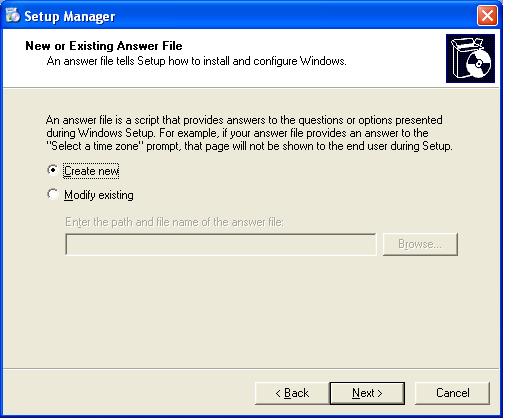 Setup Manager
New or Existing Answer File
An answer file tells Setup how to install and configure Windows.
An answer file is a script that provides answers to the questions or options presented
during Windows Setup. For example, if your answer file provides an answer to the
"Select a time zone" prompt, that page will not be shown to the end user during Setup.
Create new
Modify existing
Enter the path and file name of the answer file:
Browse...
< Back Next > Cancel